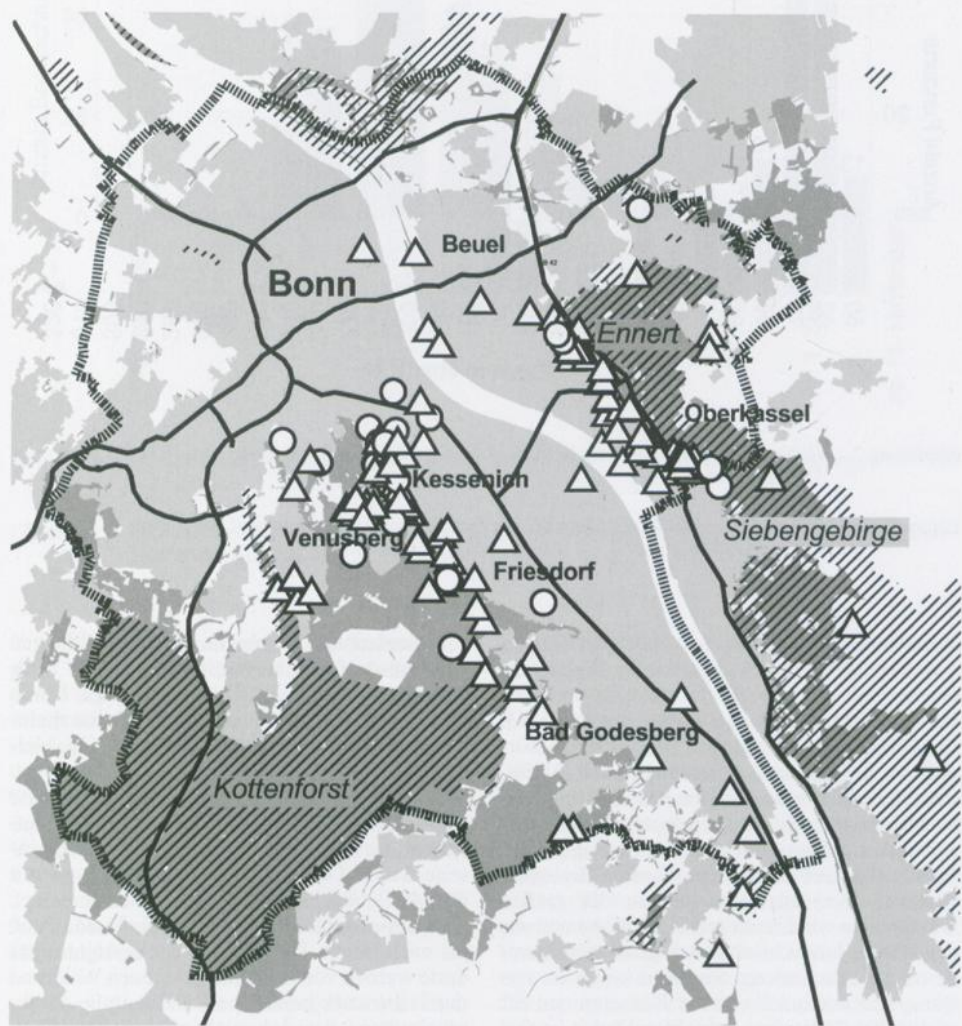 Beuel
Bonn
Ennert
Oberkassel
Kessenich
Siebengebirge
Venusberg
Friesdorf
Bad Godesberg
Kottenforst